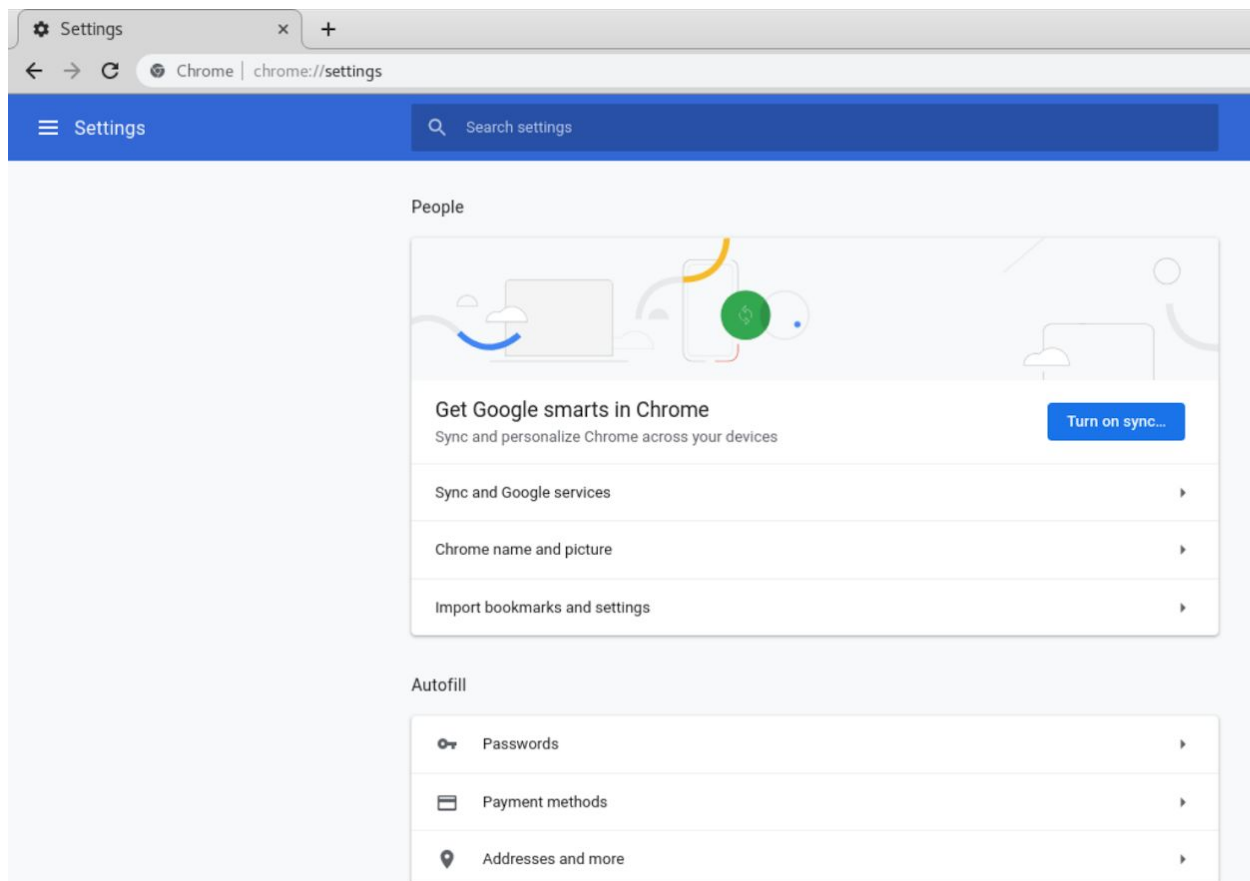 Settings
Chrome | chrome://settings
Settings
Search settings
People
Get Google smarts in Chrome
Sync and personalize Chrome across your devices
Turn on sync...
Sync and Google services
Chrome name and picture
Import bookmarks and settings
Autofill
Passwords
Payment methods
Addresses and more